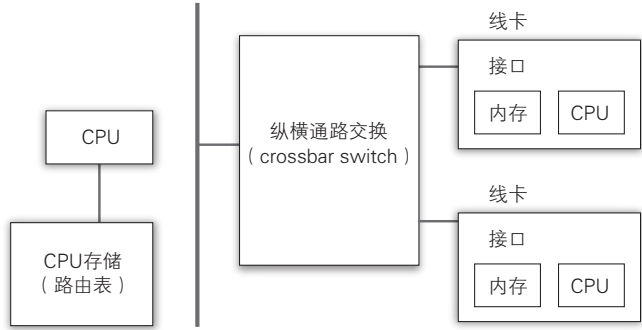 CPU
CPU存储
（路由表）
纵横通路交换
（crossbar switch）
线卡
接口
内存
CPU
线卡
接口
内存
CPU